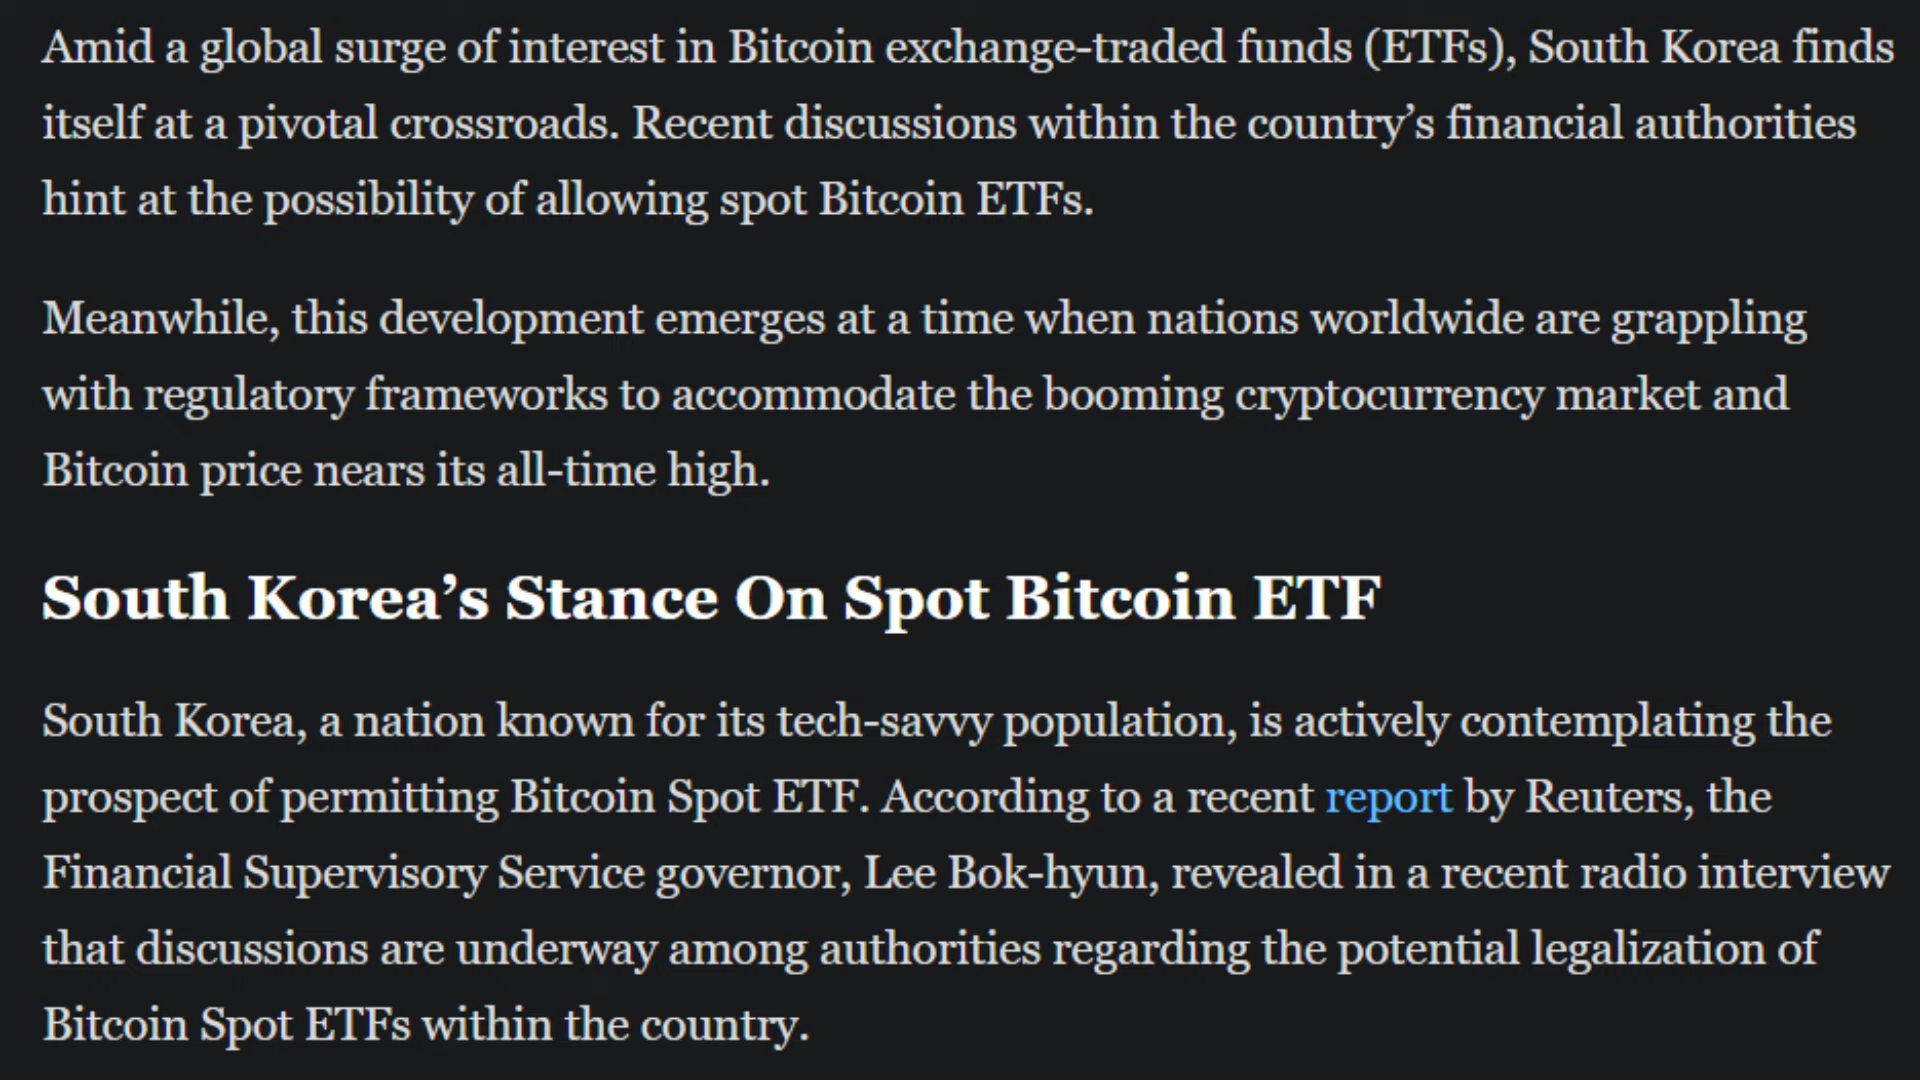 Amid a global surge of interest in Bitcoin exchange-traded funds (ETFs), South Korea finds
itself at a pivotal crossroads. Recent discussions within the country’s financial authorities
hint at the possibility of allowing spot Bitcoin ETFs.
Meanwhile, this development emerges at a time when nations worldwide are grappling
with regulatory frameworks to accommodate the booming cryptocurrency market and
Bitcoin price nears its all-time high.
South Korea’s Stance On Spot Bitcoin ETF
South Korea, a nation known for its tech-savvy population, is actively contemplating the
prospect of permitting Bitcoin Spot ETF. According to a recent report by Reuters, the
Financial Supervisory Service governor, Lee Bok-hyun, revealed in a recent radio interview
that discussions are underway among authorities regarding the potential legalization of
Bitcoin Spot ETFs within the country.